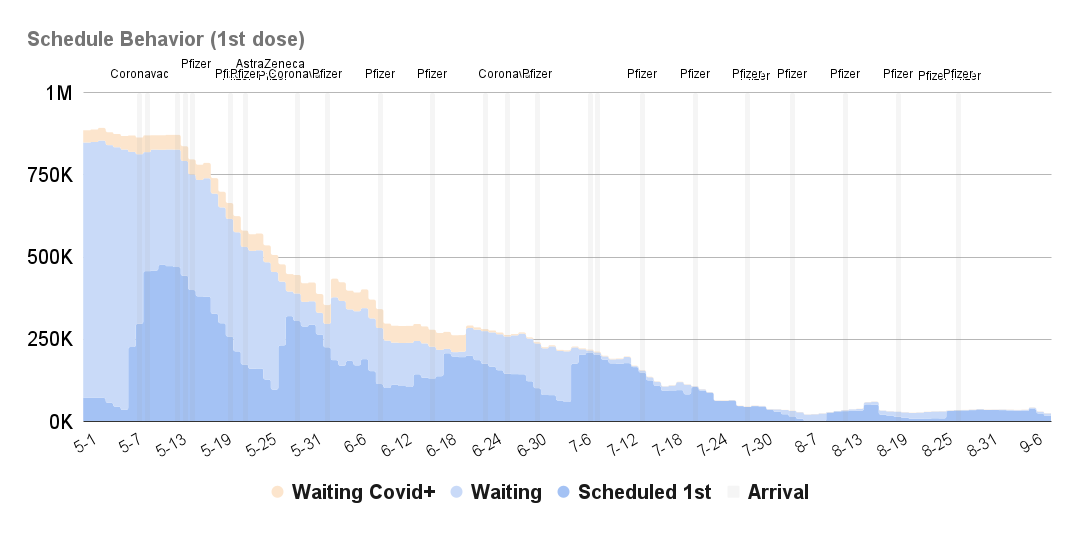 Schedule Behavior (1st dose)
Pfizer AstraZeneca
Coronavac Pfizer Coronavac Pfizer Pfizer Pfizer Coronavac Pfizer Pfizer Pfizer Pfizer Pfizer Pfizer Pfizer Pfizer
1M
750K
500K
250K
0K
5-1 5-7 5-13 5-19 5-25 5-31 6-6 6-12 6-18 6-24 6-30 7-6 7-12 7-18 7-24 7-30 8-7 8-13 8-19 8-25 8-31 9-6
Waiting Covid+ Waiting Scheduled 1st Arrival